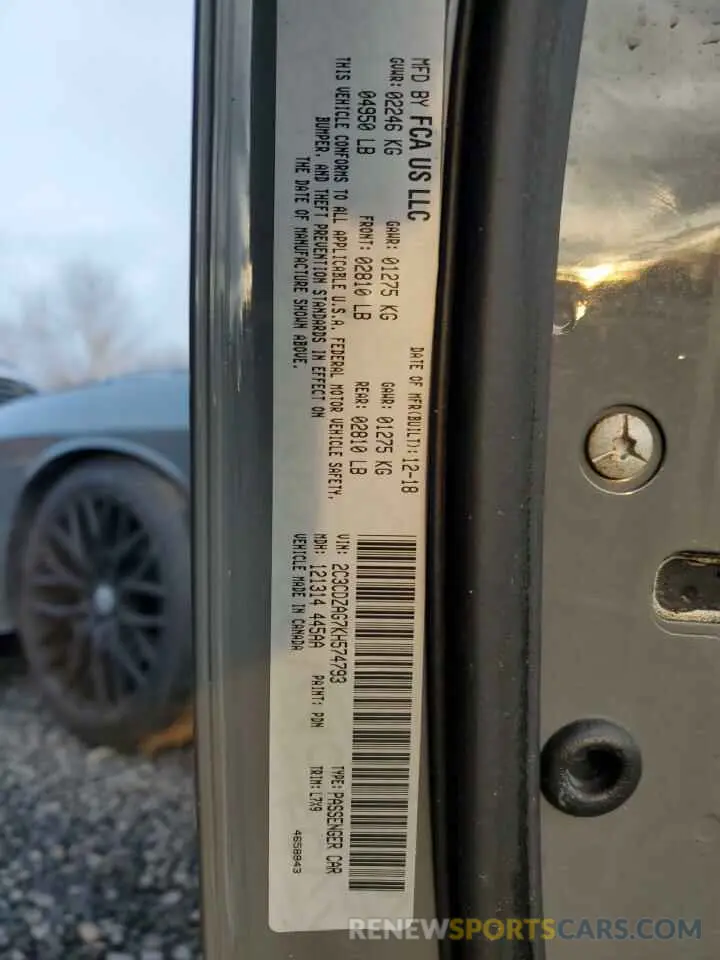 MFD BY FCA US LLC
DATE OF MFR(BUILT): 12-18
GVWR: 02246 KG
GAWR: 01275 KG
GAWR: 01275 KG
04950 LB
FRONT: 02810 LB
REAR: 02810 LB
THIS VEHICLE CONFORMS TO ALL APPLICABLE U.S.A. FEDERAL MOTOR VEHICLE SAFETY,
BUMPER, AND THEFT PREVENTION STANDARDS IN EFFECT ON
THE DATE OF MANUFACTURE SHOWN ABOVE.
VIN: 2C3CDZAG7KH574793
TYPE: PASSENGER CAR
MDH: 121314 445AA
PAINT: PDN
TRIM: L7X9
VEHICLE MADE IN CANADA
4658843
RENEWSPORTSCARS.COM